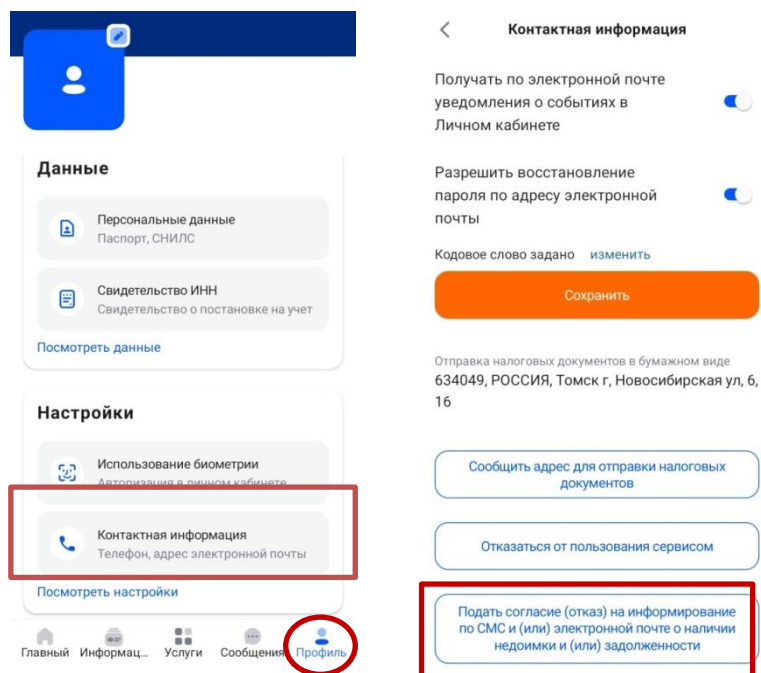 Данные
Персональные данные
Паспорт, СНИЛС
Свидетельство ИНН
Свидетельство о постановке на учет
Посмотреть данные
Настройки
Использование биометрии
Авторизация в личном кабинете
Контактная информация
Телефон, адрес электронной почты
Посмотреть настройки
Главный Информац... Услуги Сообщения Профиль
Контактная информация
Получать по электронной почте
уведомления о событиях в
Личном кабинете
Разрешить восстановление
пароля по адресу электронной
почты
Кодовое слово задано изменить
Сохранить
Отправка налоговых документов в бумажном виде
634049, РОССИЯ, Томск г, Новосибирская ул, 6,
16
Сообщить адрес для отправки налоговых
документов
Отказаться от пользования сервисом
Подать согласие (отказ) на информирование
по СМС и (или) электронной почте о наличии
недоимки и (или) задолженности